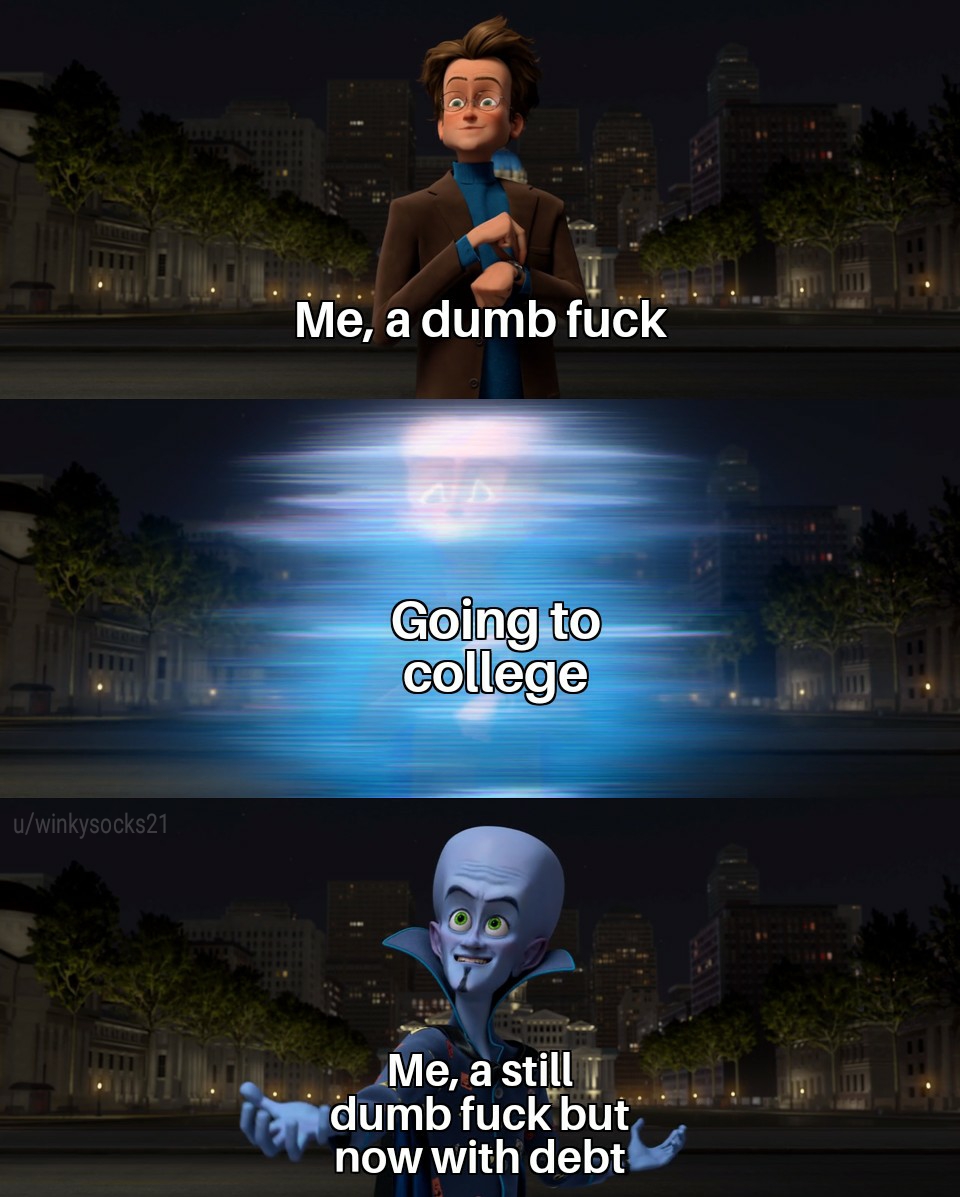 Me, a dumb fuck
Going to
college
u/winkysocks21
Me, a still
dumb fuck but
now with debt